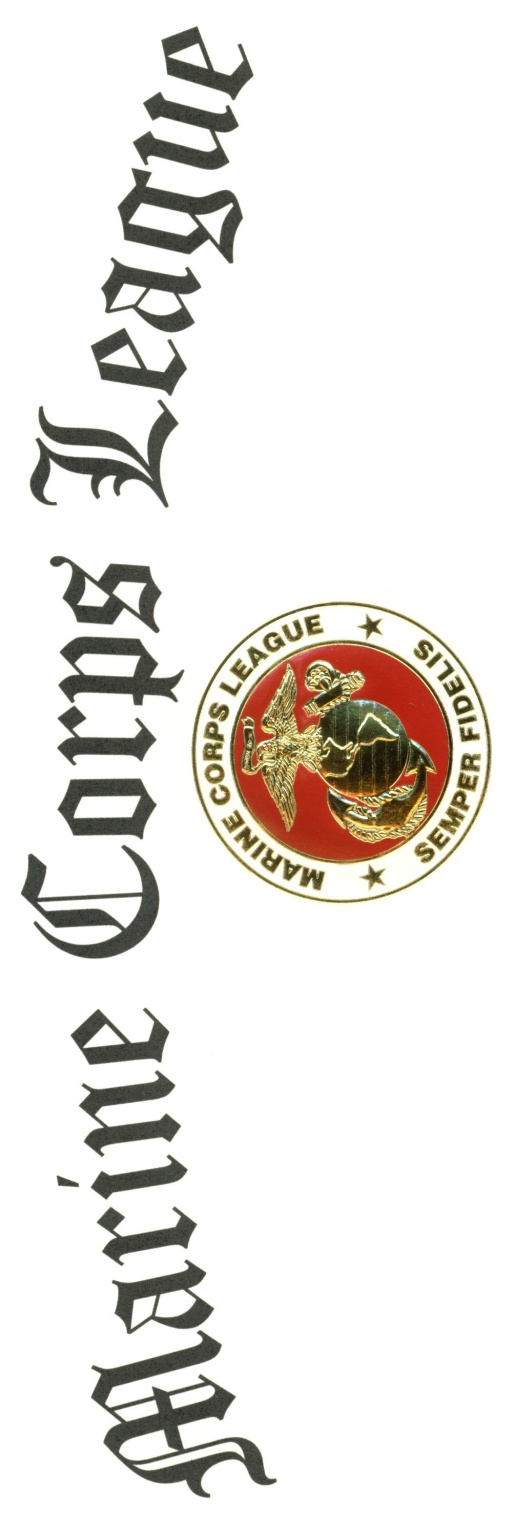 Marine Corps League
MARINE CORPS LEAGUE
SEMPER FIDELIS